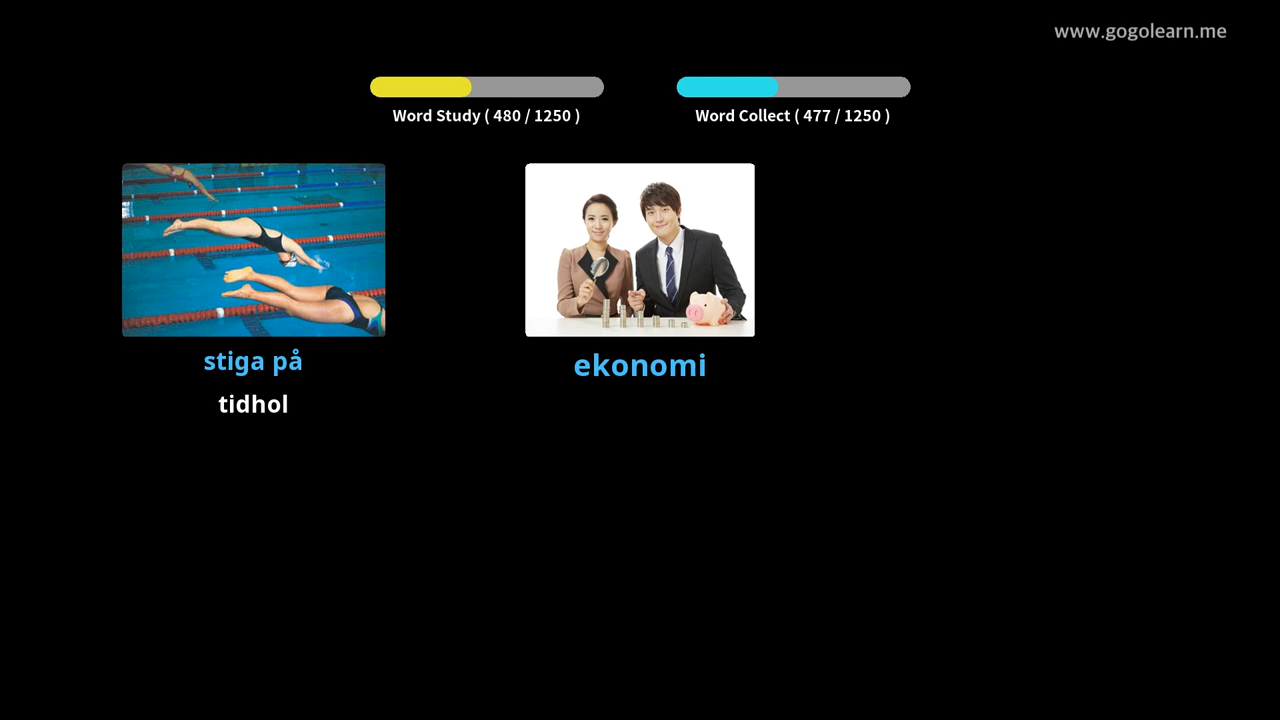 www.gogolearn.me
Word Study ( 480 / 1250 )
Word Collect ( 477 / 1250 )
stiga på
tidhol
ekonomi